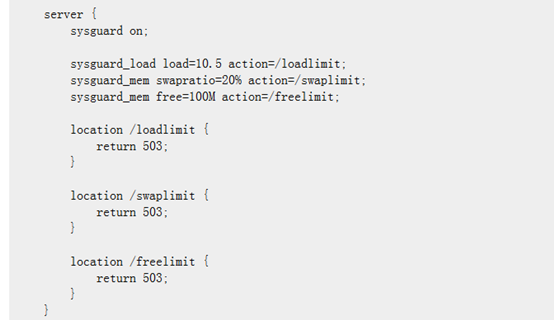 server {
sysguard on;
sysguard_load load=10.5 action=/loadlimit;
sysguard_mem swapratio=20% action=/swaplimit;
sysguard_mem free=100M action=/freelimit;
location /loadlimit {
return 503;
}
location /swaplimit {
return 503;
}
location /freelimit {
return 503;
}
}